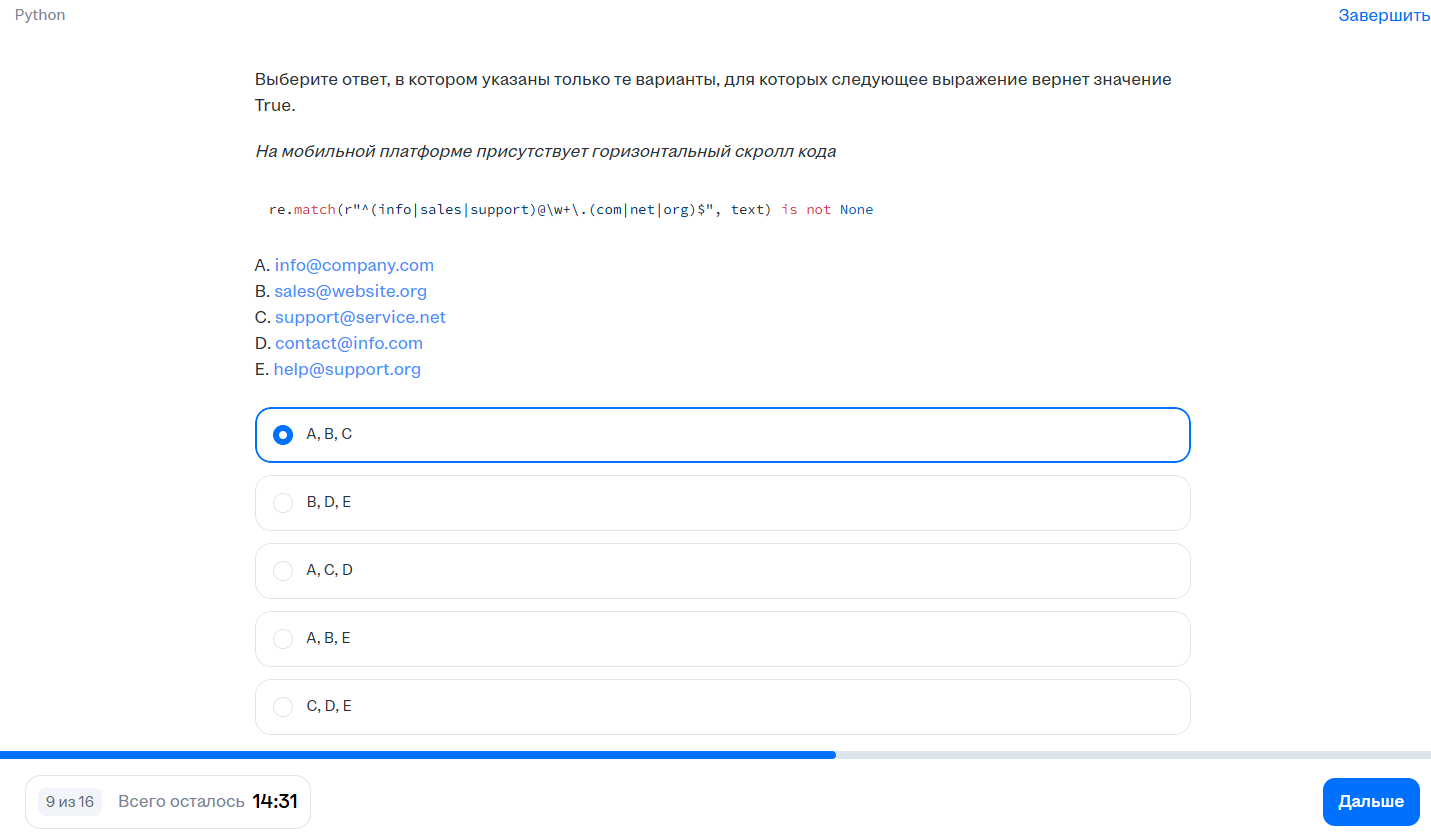 Python
Завершить
Выберите ответ, в котором указаны только те варианты, для которых следующее выражение вернет значение
True.
На мобильной платформе присутствует горизонтальный скролл кода
re.match(r"^(info|sales|support)@\w+\.(com|net|org)$", text) is not None
A. info@company.com
B. sales@website.org
C. support@service.net
D. contact@info.com
E. help@support.org
A, B, C
B, D, E
A, C, D
A, B, E
C, D, E
9 из 16 Всего осталось 14:31
Дальше